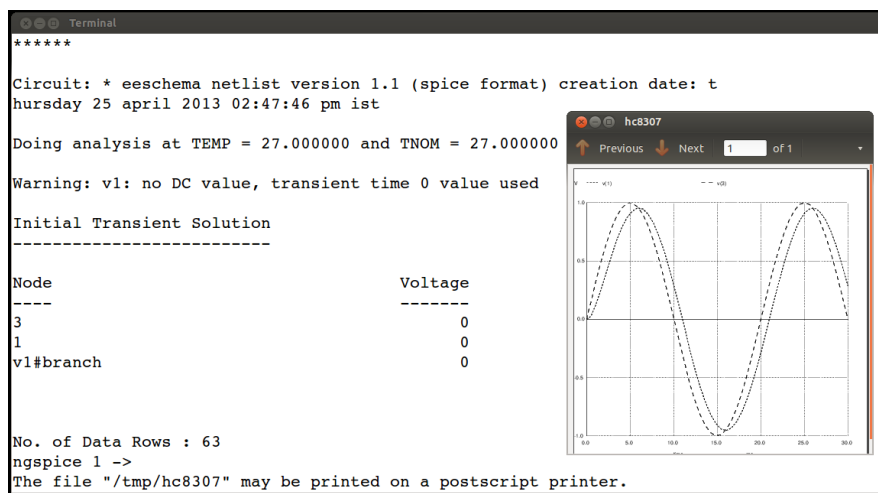 Terminal
******
Circuit: * eeschema netlist version 1.1 (spice format) creation date: t
hursday 25 april 2013 02:47:46 pm ist
Doing analysis at TEMP = 27.000000 and TNOM = 27.000000
Warning: v1: no DC value, transient time 0 value used
Initial Transient Solution
--------------------------
Node Voltage
---- -------
3 0
1 0
v1#branch 0
No. of Data Rows : 63
ngspice 1 ->
The file "/tmp/hc8307" may be printed on a postscript printer.
hc8307
Previous Next 1 of 1
V v(1) v(3)
1.0
0.5
0.0
-0.5
-1.0
0.0 5.0 10.0 15.0 20.0 25.0 30.0